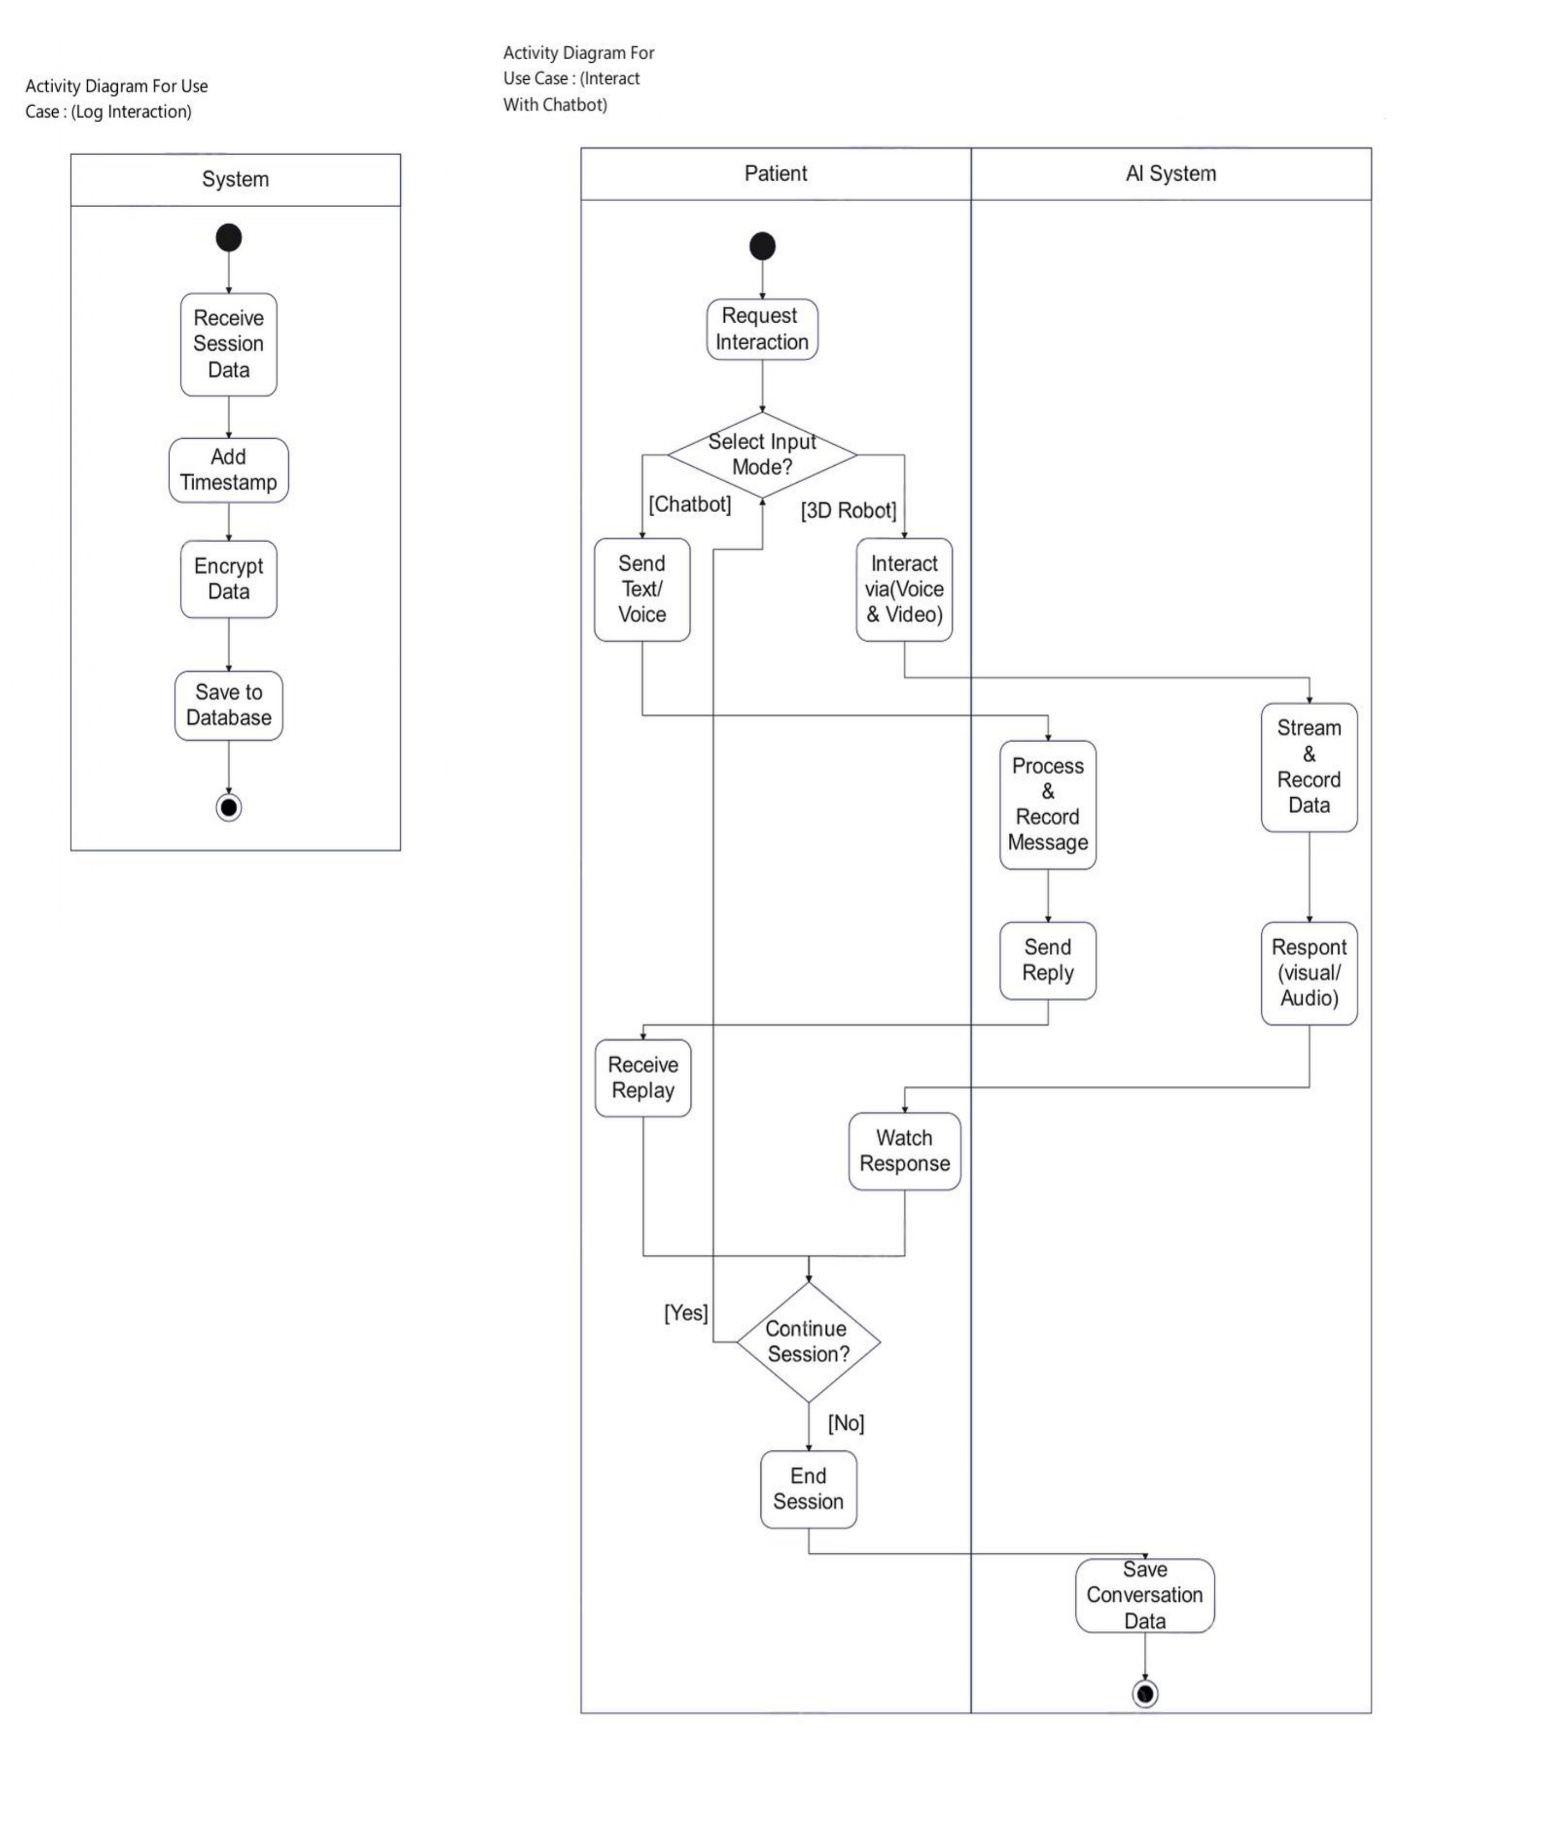 Activity Diagram For Use
Case : (Log Interaction)
System
Receive
Session
Data
Add
Timestamp
Encrypt
Data
Save to
Database
Activity Diagram For
Use Case : (Interact
With Chatbot)
Patient
AI System
Request
Interaction
Select Input
Mode?
[Chatbot]
[3D Robot]
Send
Text/
Voice
Interact
via(Voice
& Video)
Process
&
Record
Message
Stream
&
Record
Data
Send
Reply
Respont
(visual/
Audio)
Receive
Replay
Watch
Response
[Yes]
Continue
Session?
[No]
End
Session
Save
Conversation
Data